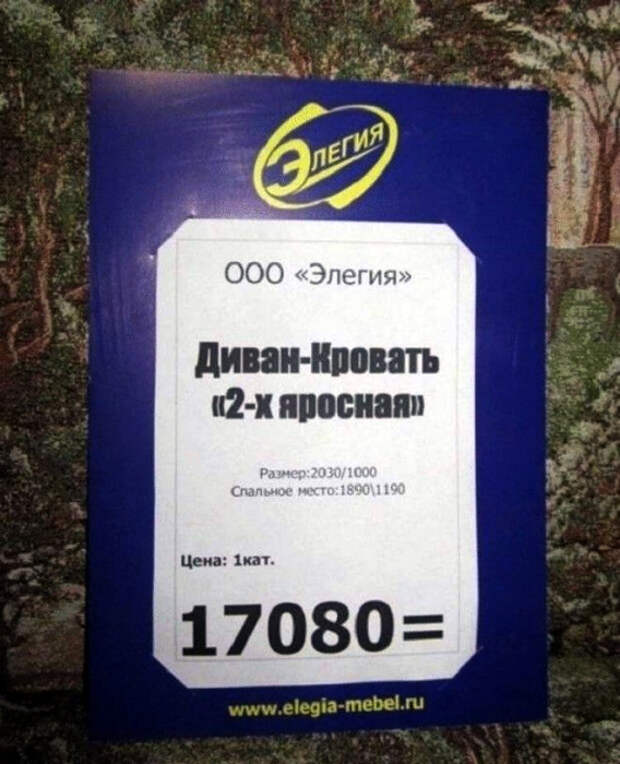 Элегия
ООО «Элегия»
Диван-Кровать
«2-х яросная»
Размер:2030/1000
Спальное место:1890\1190
Цена: 1кат.
17080=
www.elegia-mebel.ru